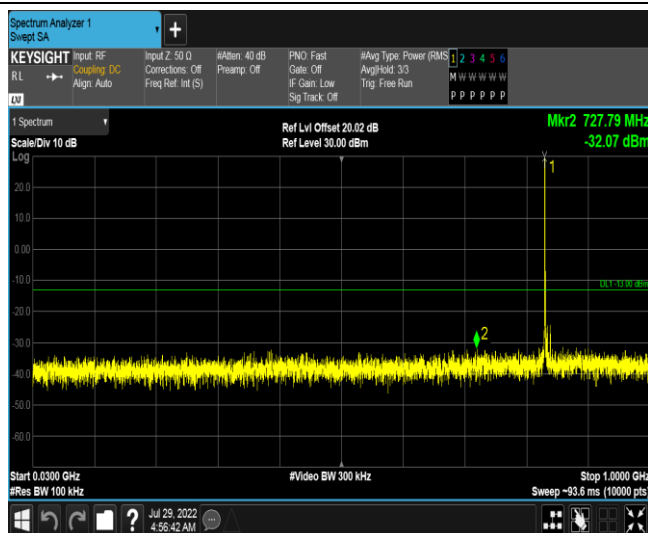 Spectrum Analyzer 1
Swept SA
+
KEYSIGHT
RL
LXI
Input: RF
Coupling: DC
Align: Auto
Input Z: 50 Ω
Corrections: Off
Freq Ref: Int (S)
#Atten: 40 dB
Preamp: Off
PNO: Fast
Gate: Off
IF Gain: Low
Sig Track: Off
#Avg Type: Power (RMS
Avg|Hold: 3/3
Trig: Free Run
1 2 3 4 5 6
M W W W W W
P P P P P P
1 Spectrum
Scale/Div 10 dB
Log
Ref Lvl Offset 20.02 dB
Ref Level 30.00 dBm
Mkr2 727.79 MHz
-32.07 dBm
1
20.0
10.0
0.00
-10.0
DL1 -13.00 dBm
-20.0
-30.0
2
-40.0
-50.0
-60.0
Start 0.0300 GHz
#Res BW 100 kHz
#Video BW 300 kHz
Stop 1.0000 GHz
Sweep ~93.6 ms (10000 pts)
?
Jul 29, 2022
4:56:42 AM